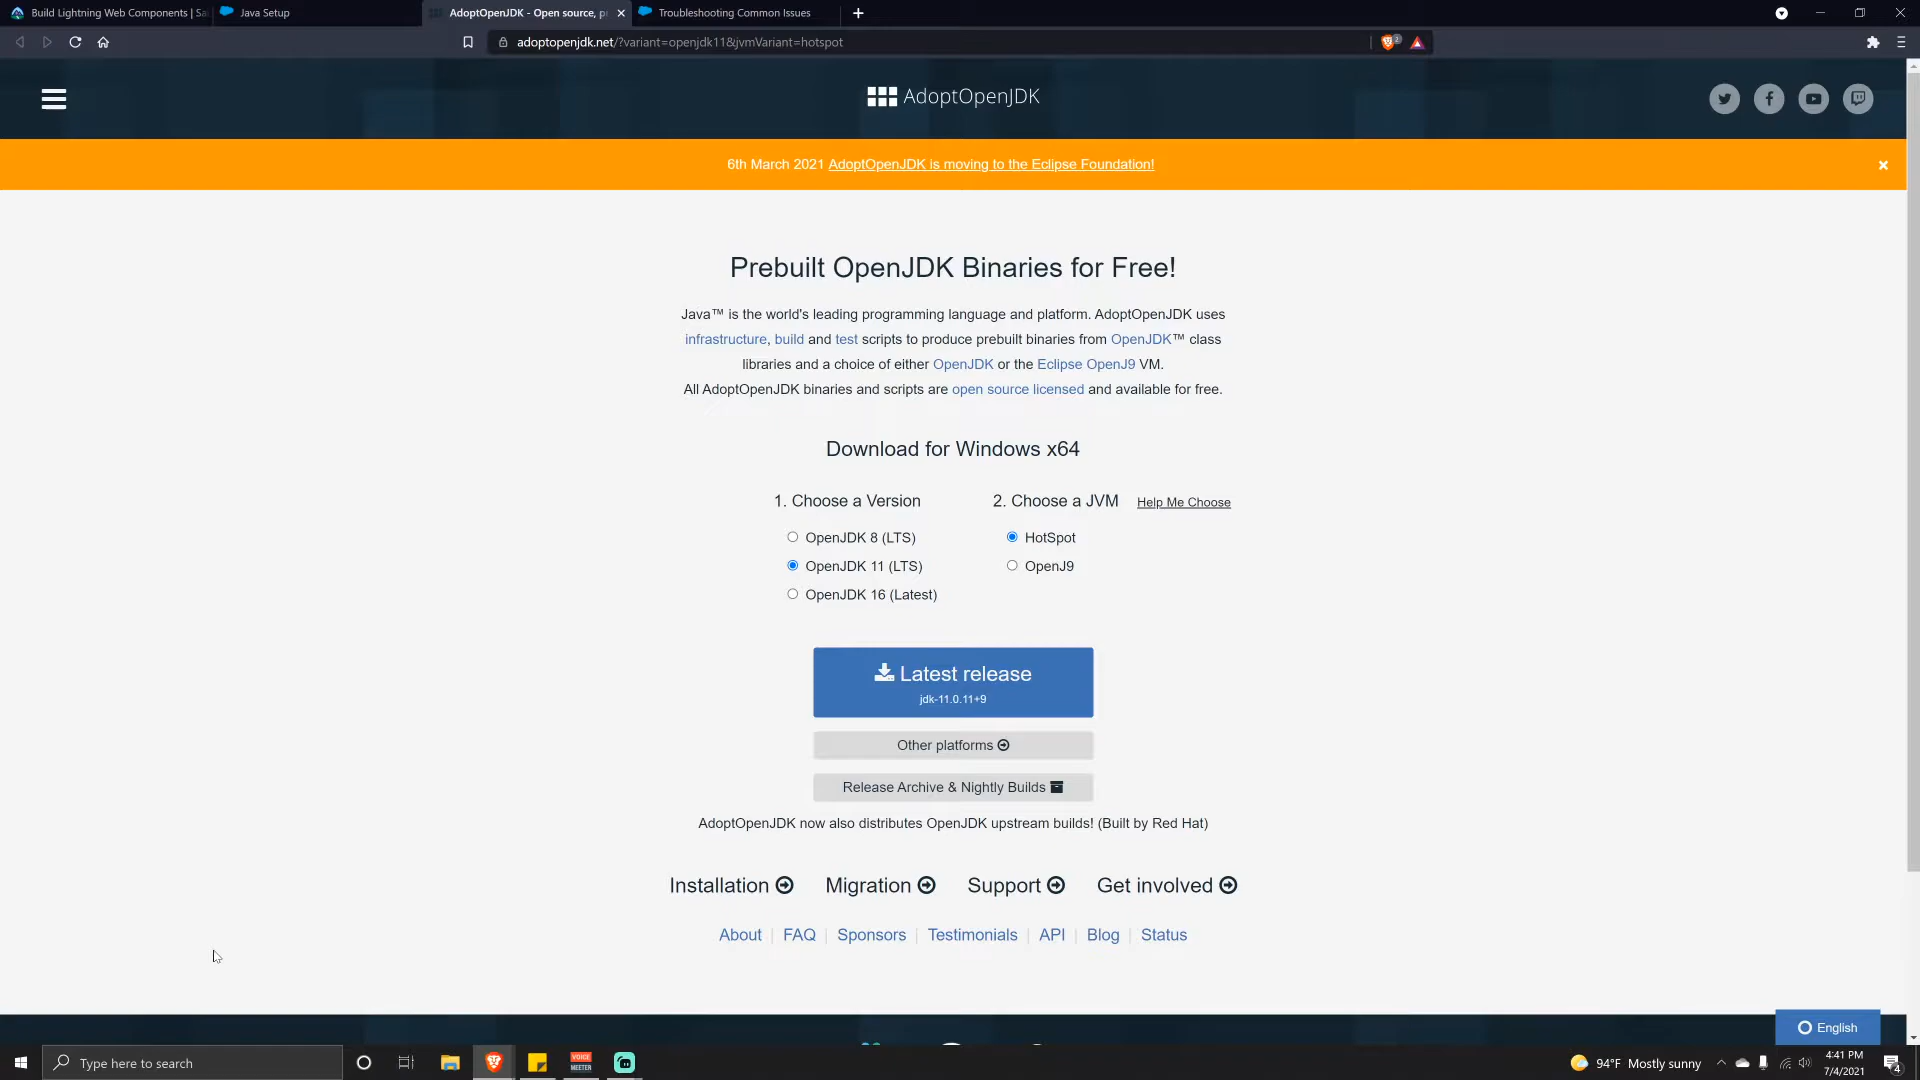 Build Lightning Web Components | Sa
Java Setup
AdoptOpenJDK - Open source, p
Troubleshooting Common Issues
adoptopenjdk.net/?variant=openjdk11&jvmVariant=hotspot
2
AdoptOpenJDK
6th March 2021 AdoptOpenJDK is moving to the Eclipse Foundation!
Prebuilt OpenJDK Binaries for Free!
Java™ is the world's leading programming language and platform. AdoptOpenJDK uses
infrastructure, build and test scripts to produce prebuilt binaries from OpenJDK™ class
libraries and a choice of either OpenJDK or the Eclipse OpenJ9 VM.
All AdoptOpenJDK binaries and scripts are open source licensed and available for free.
Download for Windows x64
1. Choose a Version
2. Choose a JVM
Help Me Choose
OpenJDK 8 (LTS)
HotSpot
OpenJDK 11 (LTS)
OpenJ9
OpenJDK 16 (Latest)
Latest release
jdk-11.0.11+9
Other platforms
Release Archive & Nightly Builds
AdoptOpenJDK now also distributes OpenJDK upstream builds! (Built by Red Hat)
Installation
Migration
Support
Get involved
About
FAQ
Sponsors
Testimonials
API
Blog
Status
English
Type here to search
VOICE
MEETER
94°F Mostly sunny
4:41 PM
7/4/2021
4